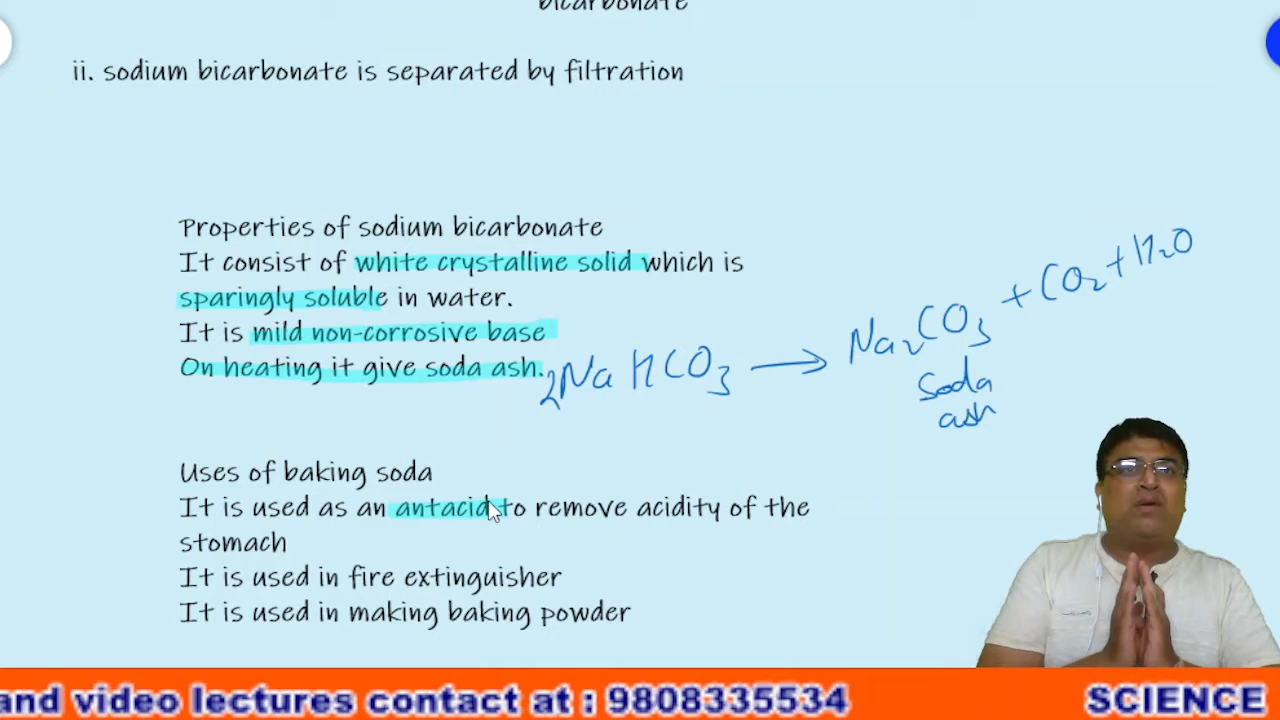 bicarbonate
ii. sodium bicarbonate is separated by filtration
Properties of sodium bicarbonate
It consist of white crystalline solid which is
sparingly soluble in water.
It is mild non-corrosive base
On heating it give soda ash.
2NaHCO3 → Na2CO3 + CO2 + H2O
Soda
ash
Uses of baking soda
It is used as an antacid to remove acidity of the
stomach
It is used in fire extinguisher
It is used in making baking powder
and video lectures contact at : 9808335534
SCIENCE